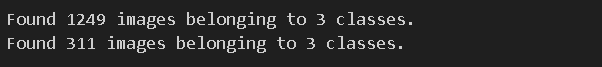 Found 1249 images belonging to 3 classes.
Found 311 images belonging to 3 classes.